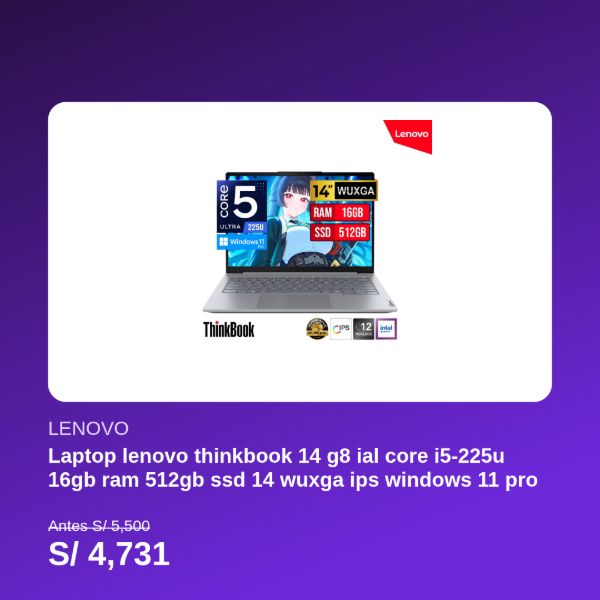 Lenovo
CORE
5
ULTRA 225U
Windows 11
PRO
14" WUXGA
RAM 16GB
SSD 512GB
ThinkBook
IPS
12
intel
LENOVO
Laptop lenovo thinkbook 14 g8 ial core i5-225u
16gb ram 512gb ssd 14 wuxga ips windows 11 pro
Antes S/ 5,500
S/ 4,731